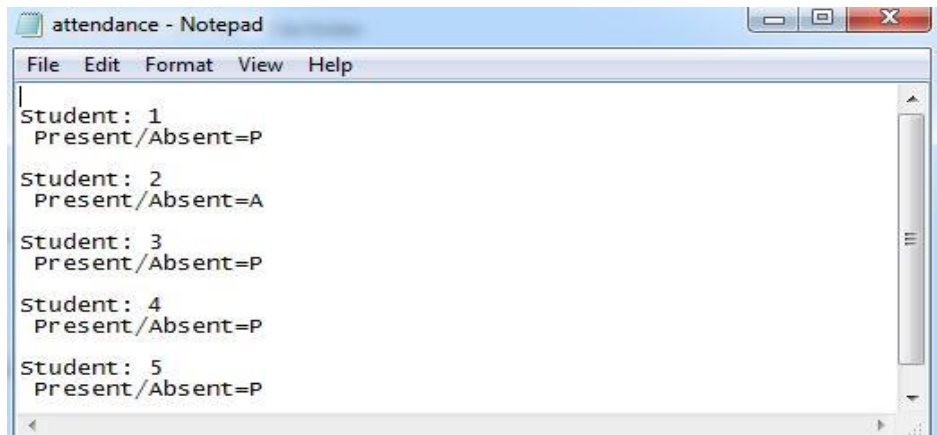 attendance - Notepad
File Edit Format View Help
Student: 1
Present/Absent=P
Student: 2
Present/Absent=A
Student: 3
Present/Absent=P
Student: 4
Present/Absent=P
Student: 5
Present/Absent=P